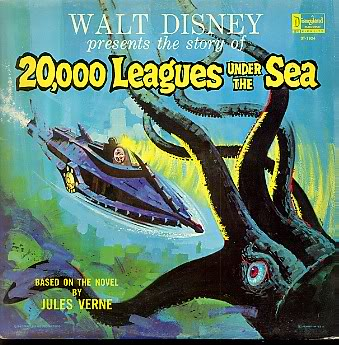 WALT DISNEY
presents the story of
Disneyland
20,000 Leagues UNDER THE Sea
BASED ON THE NOVEL
BY
JULES VERNE